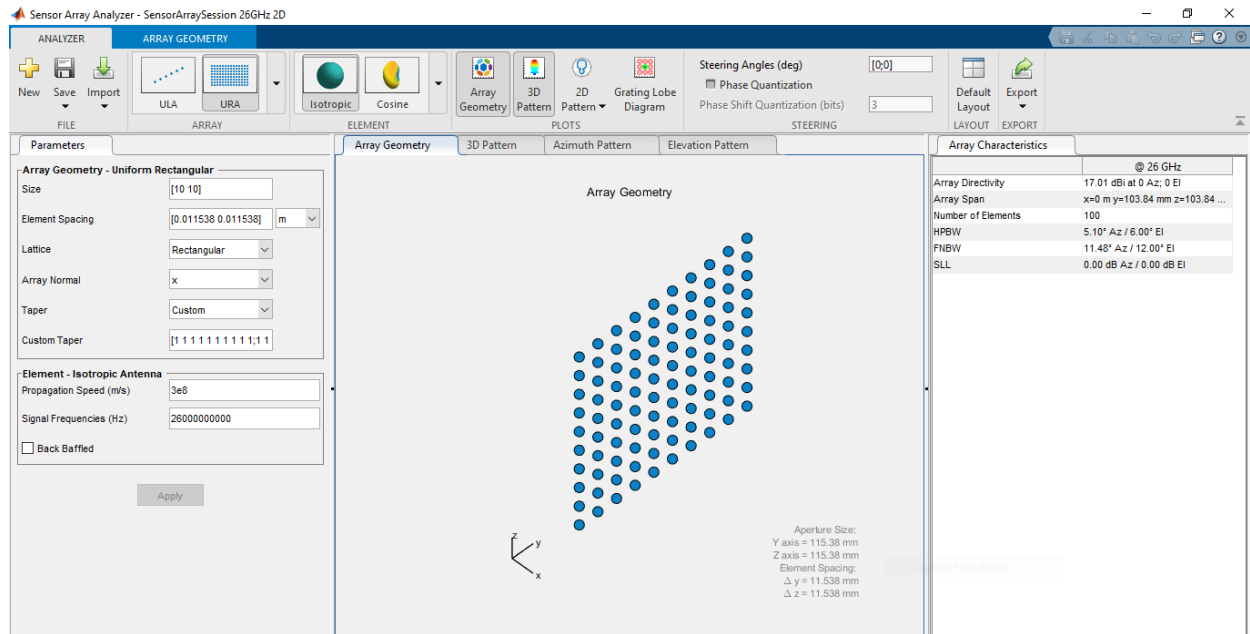 Sensor Array Analyzer - SensorArraySession 26GHz 2D
ANALYZER
ARRAY GEOMETRY
New
Save
Import
FILE
ULA
URA
ARRAY
Isotropic
Cosine
ELEMENT
Array Geometry
3D Pattern
2D Pattern
Grating Lobe Diagram
PLOTS
Steering Angles (deg) [0;0]
Phase Quantization
Phase Shift Quantization (bits) 3
STEERING
Default Layout
LAYOUT
Export
EXPORT
Parameters
Array Geometry - Uniform Rectangular
Size [10 10]
Element Spacing [0.011538 0.011538] m
Lattice Rectangular
Array Normal x
Taper Custom
Custom Taper [1 1 1 1 1 1 1 1 1 1;1 1
Element - Isotropic Antenna
Propagation Speed (m/s) 3e8
Signal Frequencies (Hz) 26000000000
Back Baffled
Apply
Array Geometry
3D Pattern
Azimuth Pattern
Elevation Pattern
Array Geometry
z
y
x
Aperture Size:
Y axis = 115.38 mm
Z axis = 115.38 mm
Element Spacing:
Δ y = 11.538 mm
Δ z = 11.538 mm
Array Characteristics
@ 26 GHz
Array Directivity 17.01 dBi at 0 Az; 0 El
Array Span x=0 m y=103.84 mm z=103.84 ...
Number of Elements 100
HPBW 5.10° Az / 6.00° El
FNBW 11.48° Az / 12.00° El
SLL 0.00 dB Az / 0.00 dB El